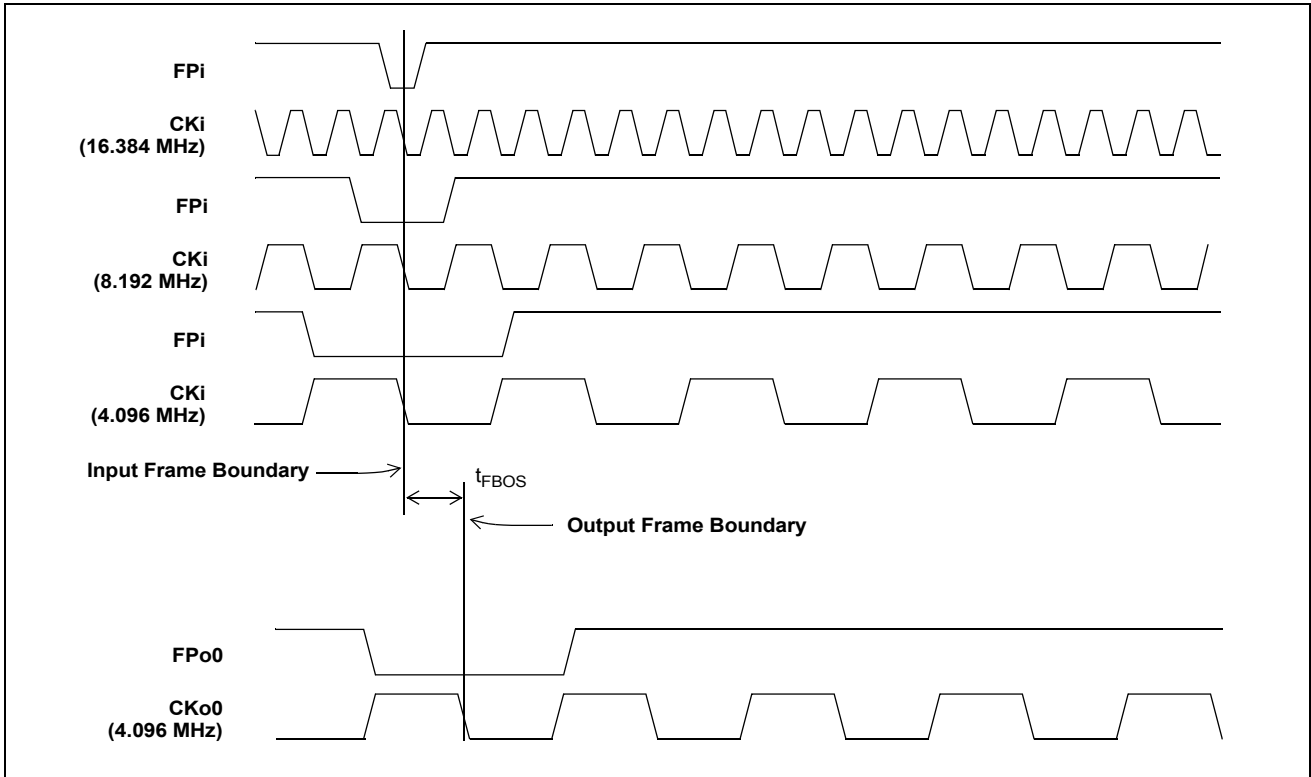 FPi
CKi
(16.384 MHz)
FPi
CKi
(8.192 MHz)
FPi
CKi
(4.096 MHz)
Input Frame Boundary
tFBOS
Output Frame Boundary
FPo0
CKo0
(4.096 MHz)